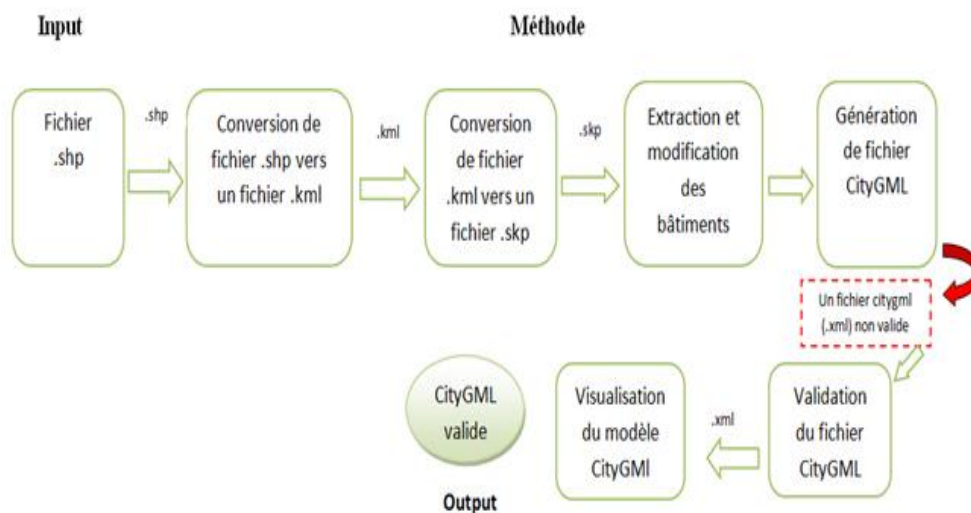 Input
Méthode
Fichier
.shp
.shp
Conversion de
fichier .shp vers
un fichier .kml
.kml
Conversion
de fichier
.kml vers un
fichier .skp
.skp
Extraction et
modification
des
bâtiments
Génération
de fichier
CityGML
Un fichier citygml
(.xml) non valide
Validation
du fichier
CityGML
.xml
Visualisation
du modèle
CityGMl
CityGML
valide
Output